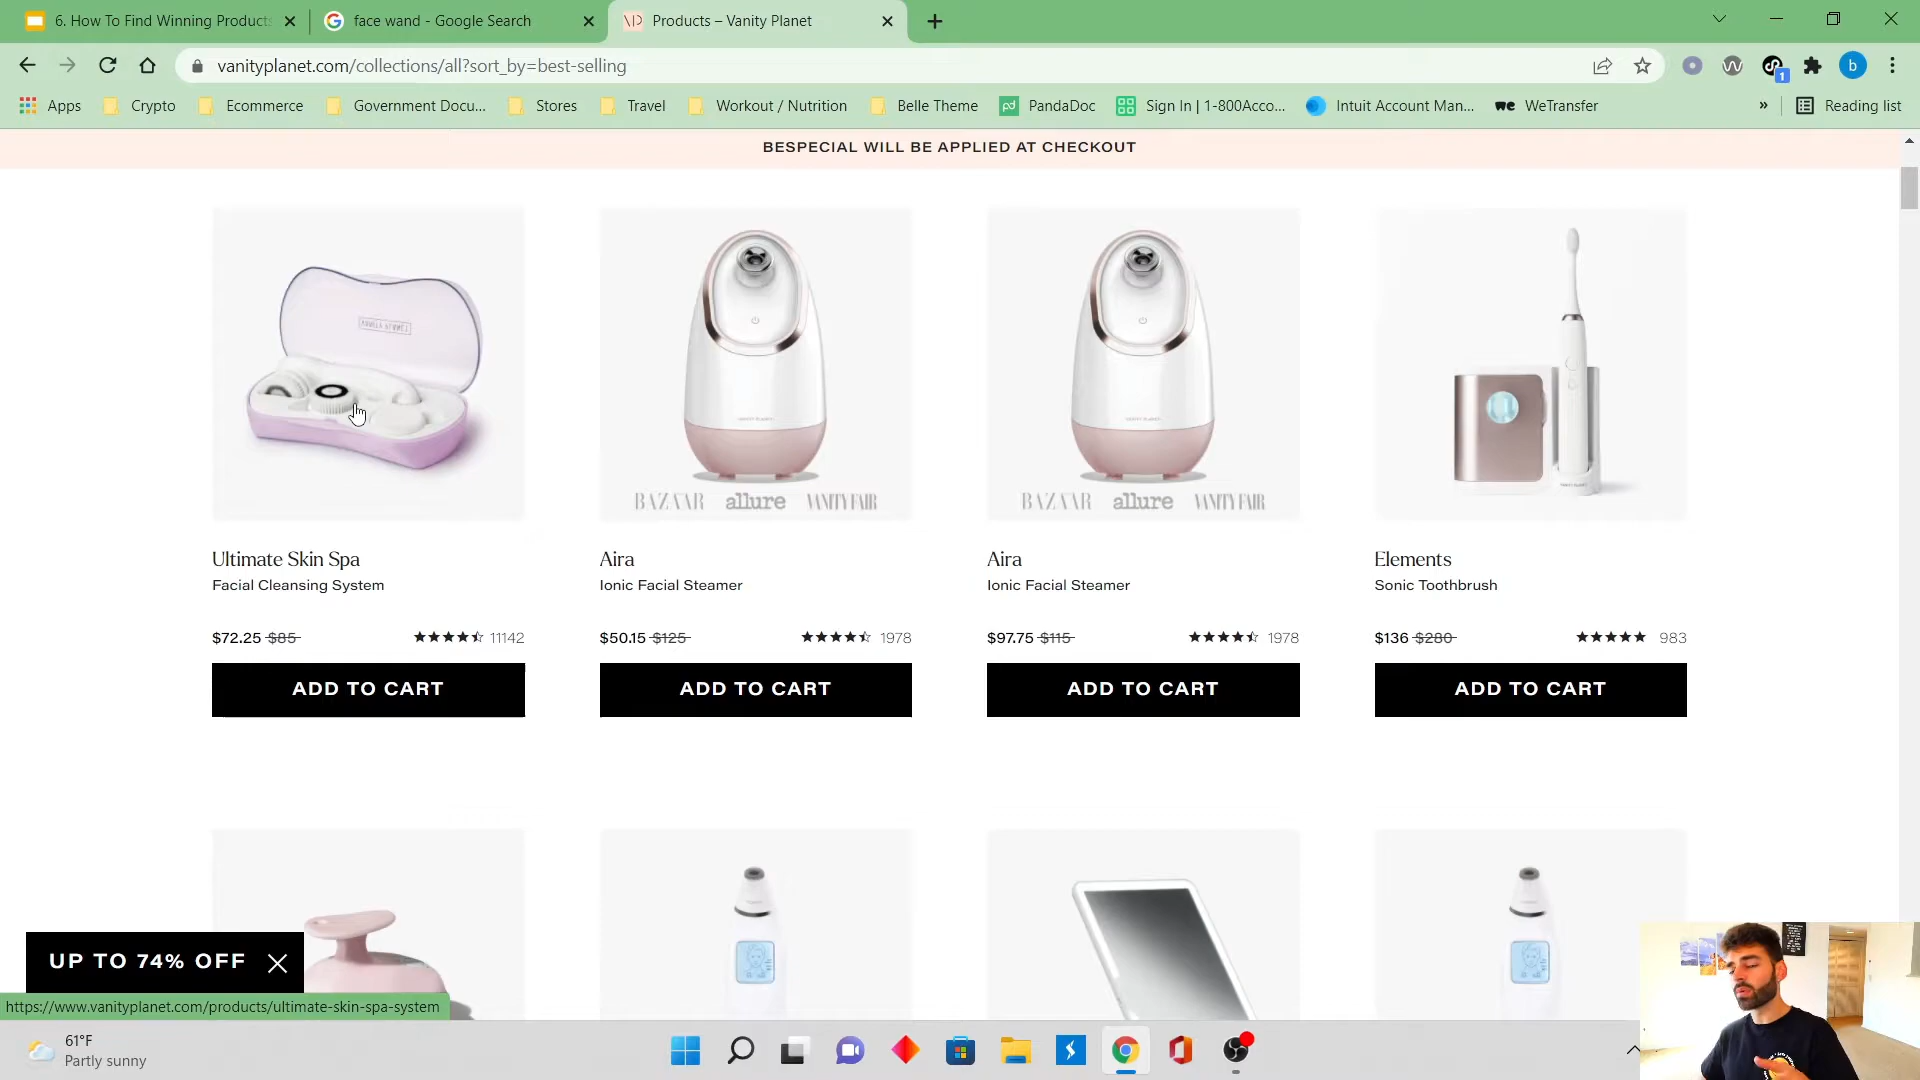 6. How To Find Winning Products
face wand - Google Search
Products – Vanity Planet
vanityplanet.com/collections/all?sort_by=best-selling
1
b
Apps
Crypto
Ecommerce
Government Docu...
Stores
Travel
Workout / Nutrition
Belle Theme
pd PandaDoc
Sign In | 1-800Acco...
Intuit Account Man...
we WeTransfer
»
Reading list
BESPECIAL WILL BE APPLIED AT CHECKOUT
BAZAAR allure VANITY FAIR
BAZAAR allure VANITY FAIR
Ultimate Skin Spa
Facial Cleansing System
$72.25 $85
11142
ADD TO CART
Aira
Ionic Facial Steamer
$50.15 $125
1978
ADD TO CART
Aira
Ionic Facial Steamer
$97.75 $115
1978
ADD TO CART
Elements
Sonic Toothbrush
$136 $280
983
ADD TO CART
UP TO 74% OFF
https://www.vanityplanet.com/products/ultimate-skin-spa-system
61°F
Partly sunny